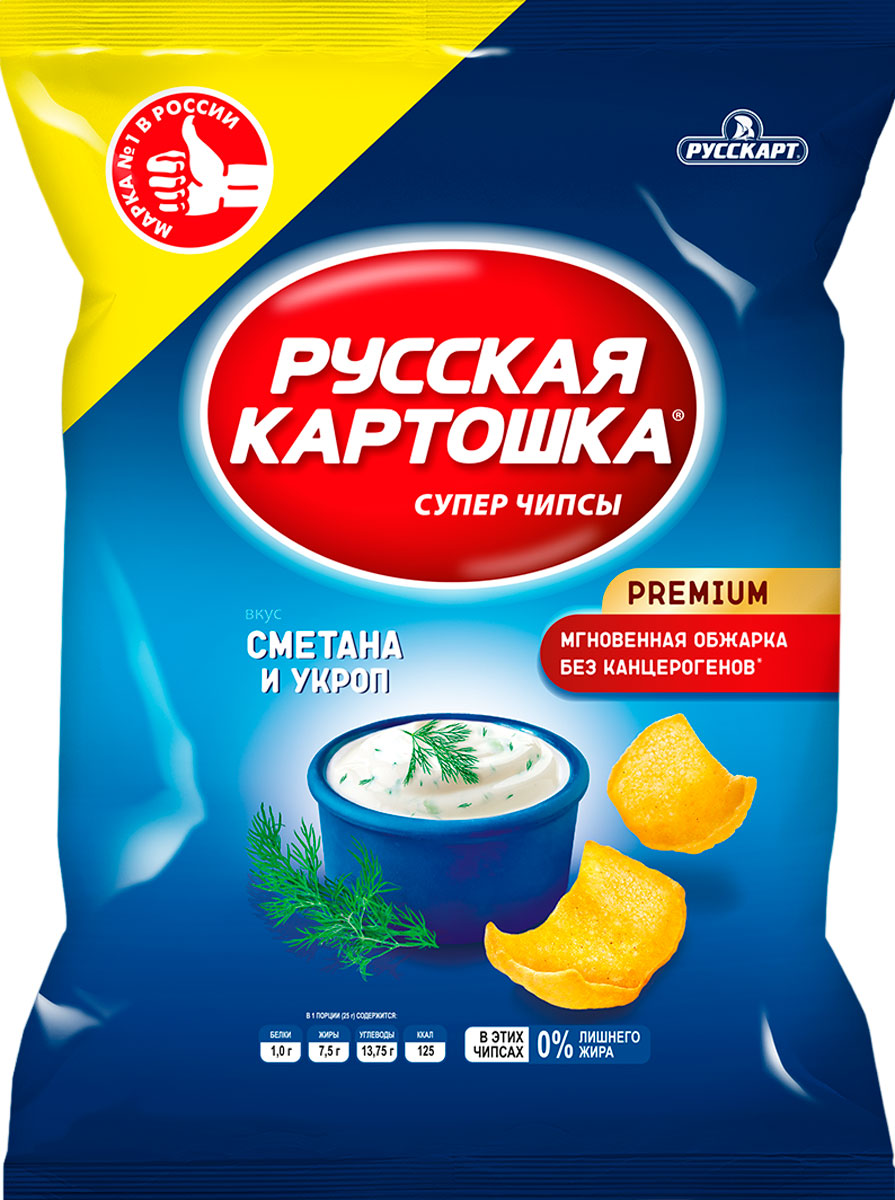 МАРКА №1 В РОССИИ
РУССКАРТ®
РУССКАЯ
КАРТОШКА®
СУПЕР ЧИПСЫ
PREMIUM
МГНОВЕННАЯ ОБЖАРКА
БЕЗ КАНЦЕРОГЕНОВ*
вкус
СМЕТАНА
И УКРОП
В 1 ПОРЦИИ (25 г) СОДЕРЖИТСЯ:
БЕЛКИ ЖИРЫ УГЛЕВОДЫ ККАЛ
1,0 г 7,5 г 13,75 г 125
В ЭТИХ
ЧИПСАХ
0% ЛИШНЕГО
ЖИРА